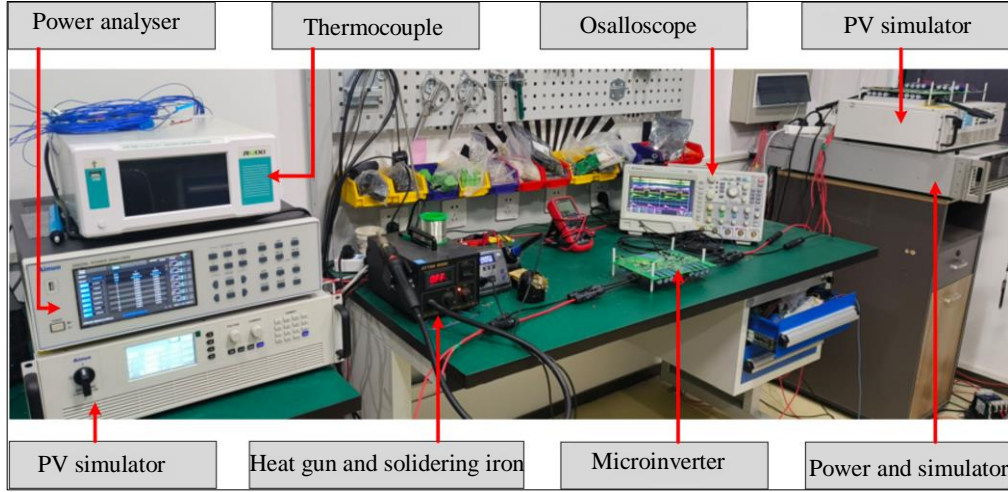 Power analyser
Thermocouple
Osalloscope
PV simulator
PV simulator
Heat gun and solidering iron
Microinverter
Power and simulator